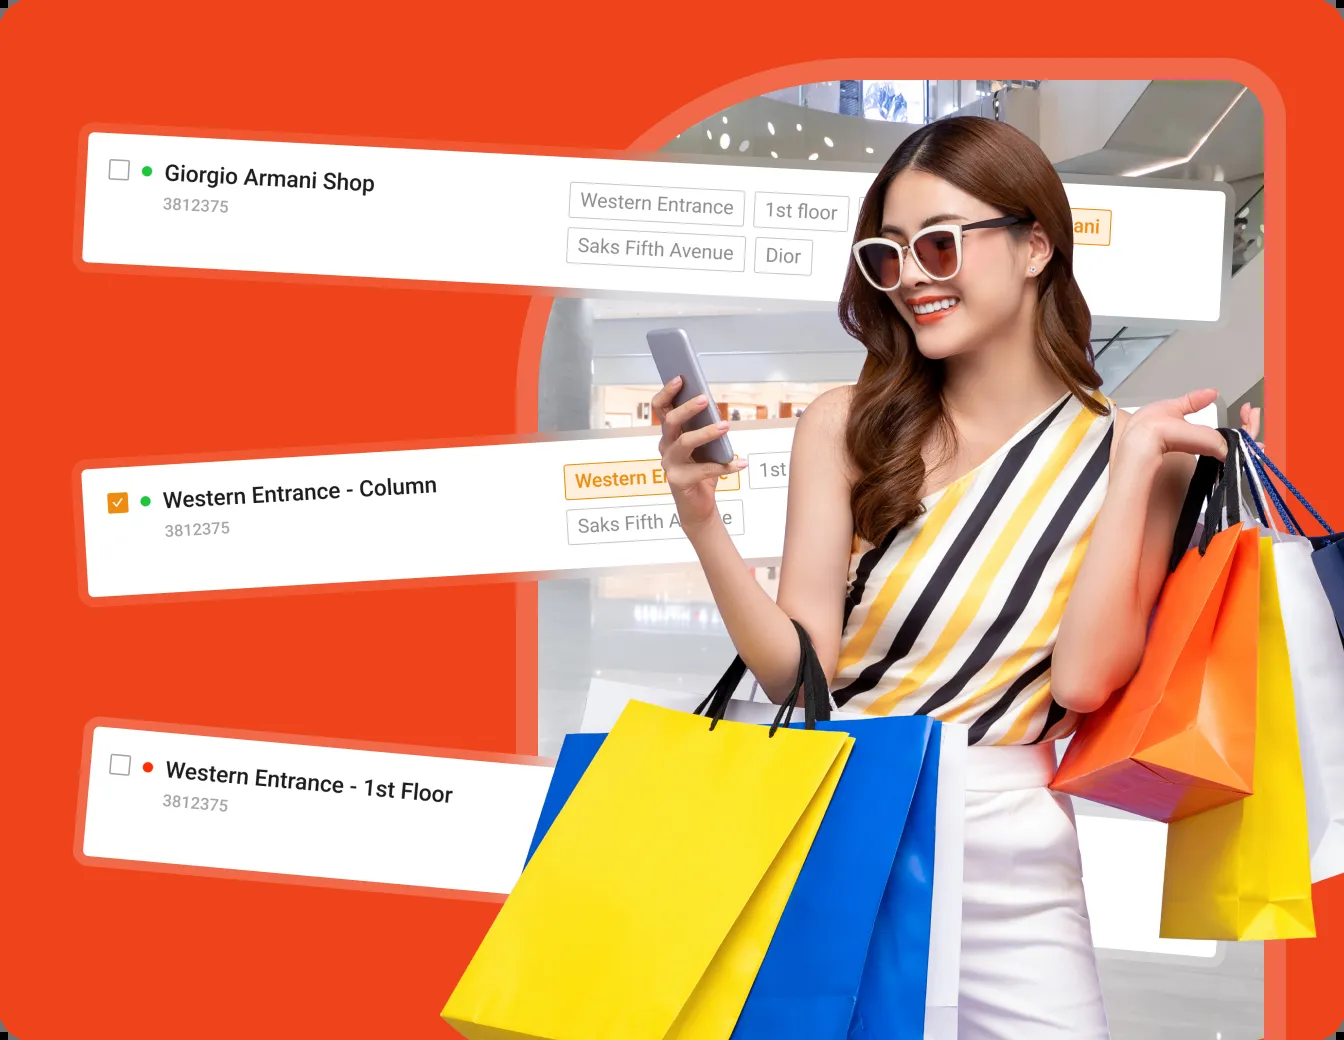 Giorgio Armani Shop
3812375
Western Entrance 1st floor
Saks Fifth Avenue Dior
Western Entrance - Column
3812375
Western 1st
Saks Fifth
Western Entrance - 1st Floor
3812375